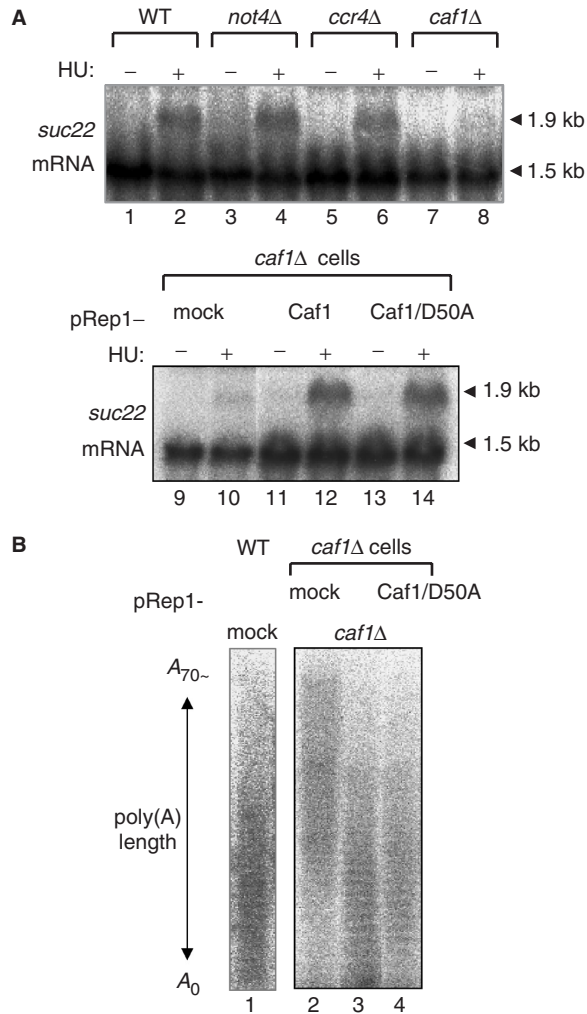 A
WT not4Δ ccr4Δ caf1Δ
HU: – + – + – + – +
suc22
mRNA
◄ 1.9 kb
◄ 1.5 kb
1 2 3 4 5 6 7 8
caf1Δ cells
pRep1– mock Caf1 Caf1/D50A
HU: – + – + – +
suc22
mRNA
◄ 1.9 kb
◄ 1.5 kb
9 10 11 12 13 14
B
WT caf1Δ cells
pRep1- mock Caf1/D50A
mock caf1Δ
A70~
poly(A)
length
A0
1 2 3 4